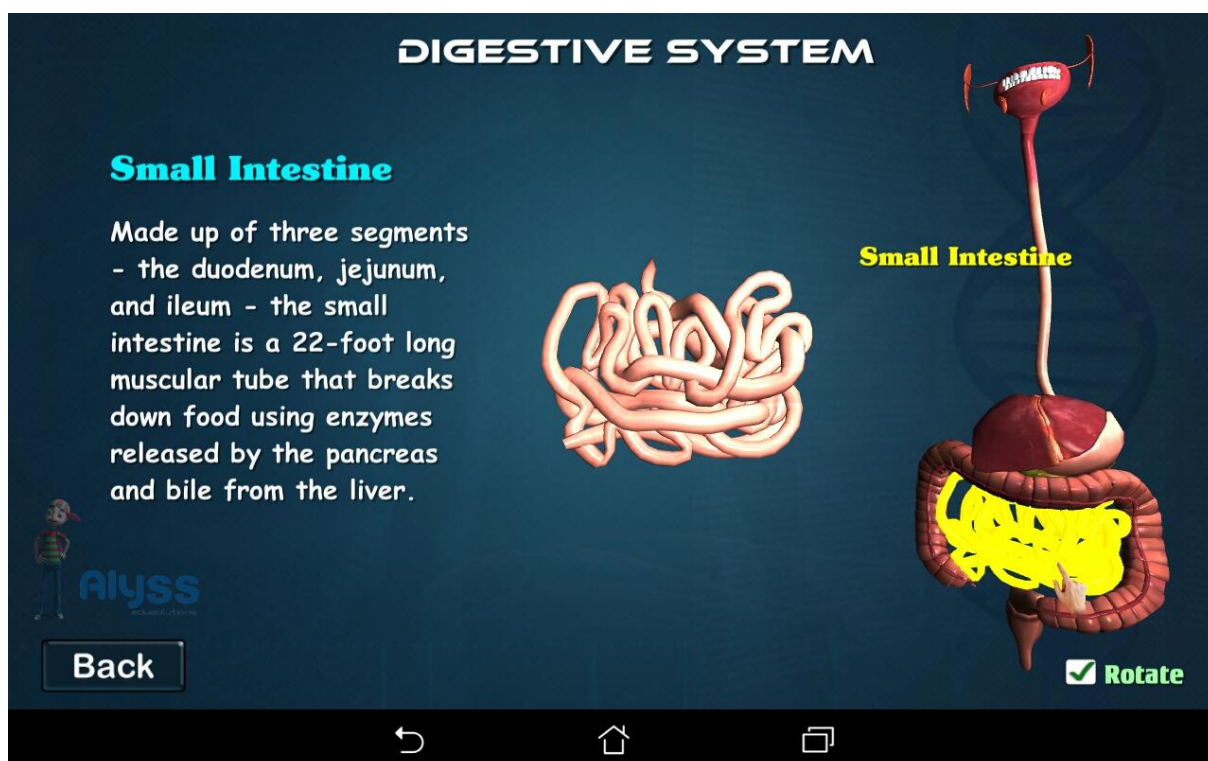 DIGESTIVE SYSTEM
Small Intestine
Made up of three segments
- the duodenum, jejunum,
and ileum - the small
intestine is a 22-foot long
muscular tube that breaks
down food using enzymes
released by the pancreas
and bile from the liver.
Small Intestine
Alyss
edusolutions
Back
Rotate